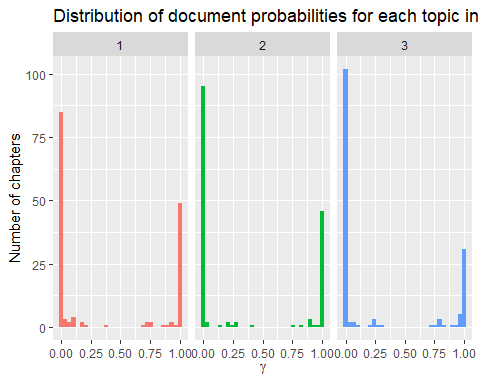 Distribution of document probabilities for each topic in
1 2 3
Number of chapters
100
75
50
25
0
0.00 0.25 0.50 0.75 1.00 0.00 0.25 0.50 0.75 1.00 0.00 0.25 0.50 0.75 1.00
γ